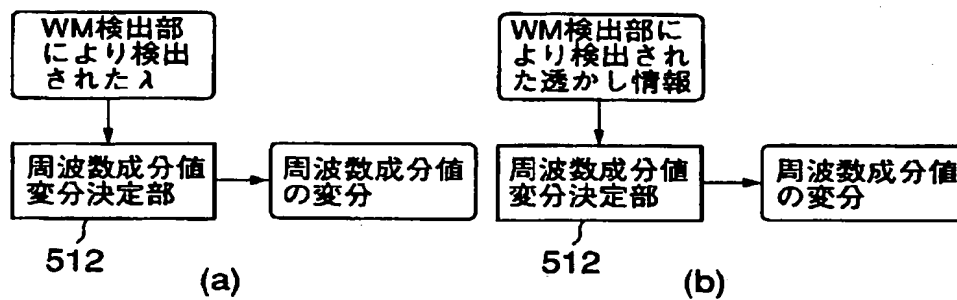 WM検出部
により検出
されたλ
周波数成分値
変分決定部
周波数成分値
の変分
512
(a)
WM検出部に
より検出され
た透かし情報
周波数成分値
変分決定部
周波数成分値
の変分
512
(b)